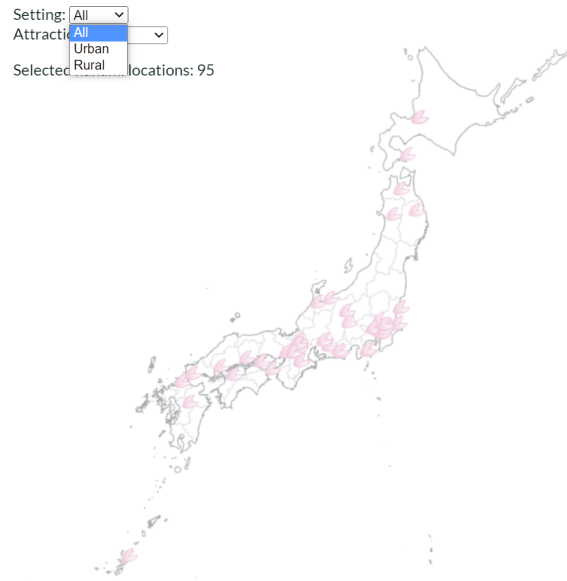 Setting: All
All
Attractio
Urban
Rural
Selected locations: 95